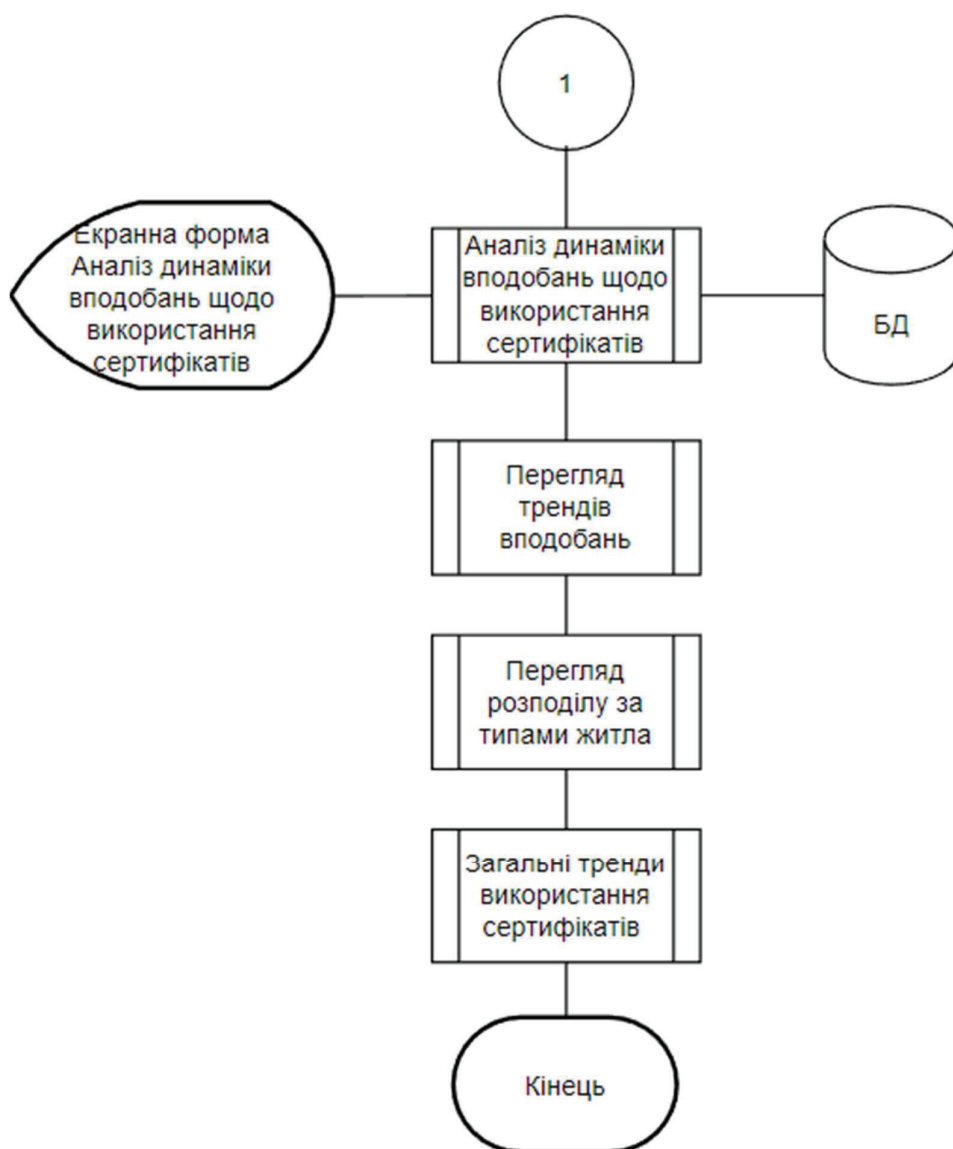 1
Екранна форма
Аналіз динаміки
вподобань щодо
використання
сертифікатів
Аналіз динаміки
вподобань щодо
використання
сертифікатів
БД
Перегляд
трендів
вподобань
Перегляд
розподілу за
типами житла
Загальні тренди
використання
сертифікатів
Кінець